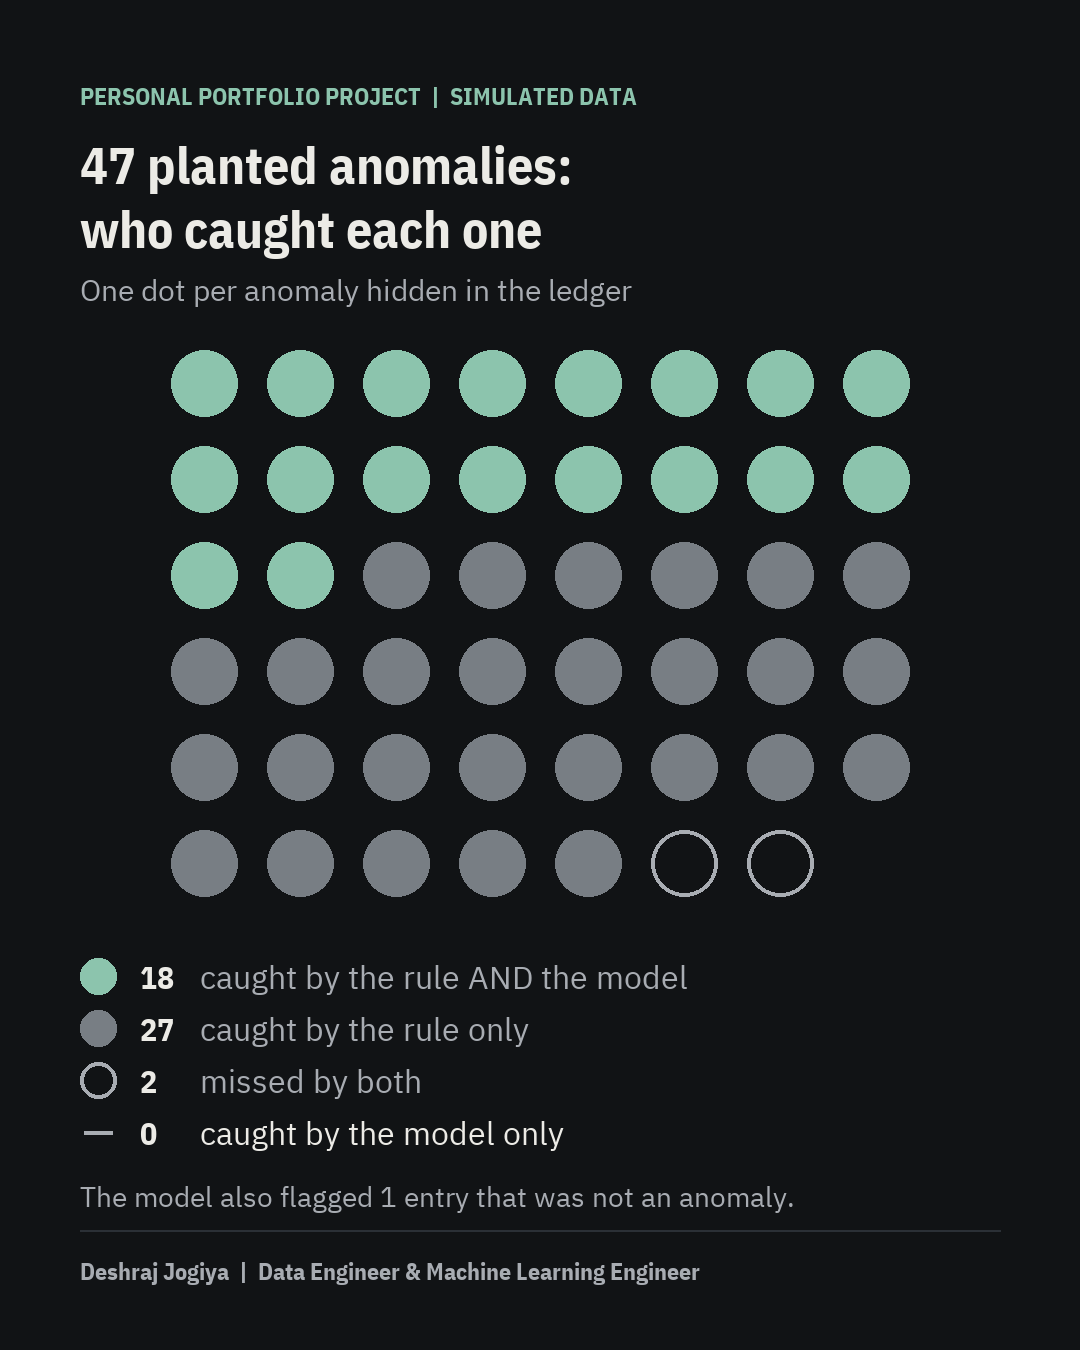 PERSONAL PORTFOLIO PROJECT | SIMULATED DATA
47 planted anomalies:
who caught each one
One dot per anomaly hidden in the ledger
18 caught by the rule AND the model
27 caught by the rule only
2 missed by both
0 caught by the model only
The model also flagged 1 entry that was not an anomaly.
Deshraj Jogiya | Data Engineer & Machine Learning Engineer